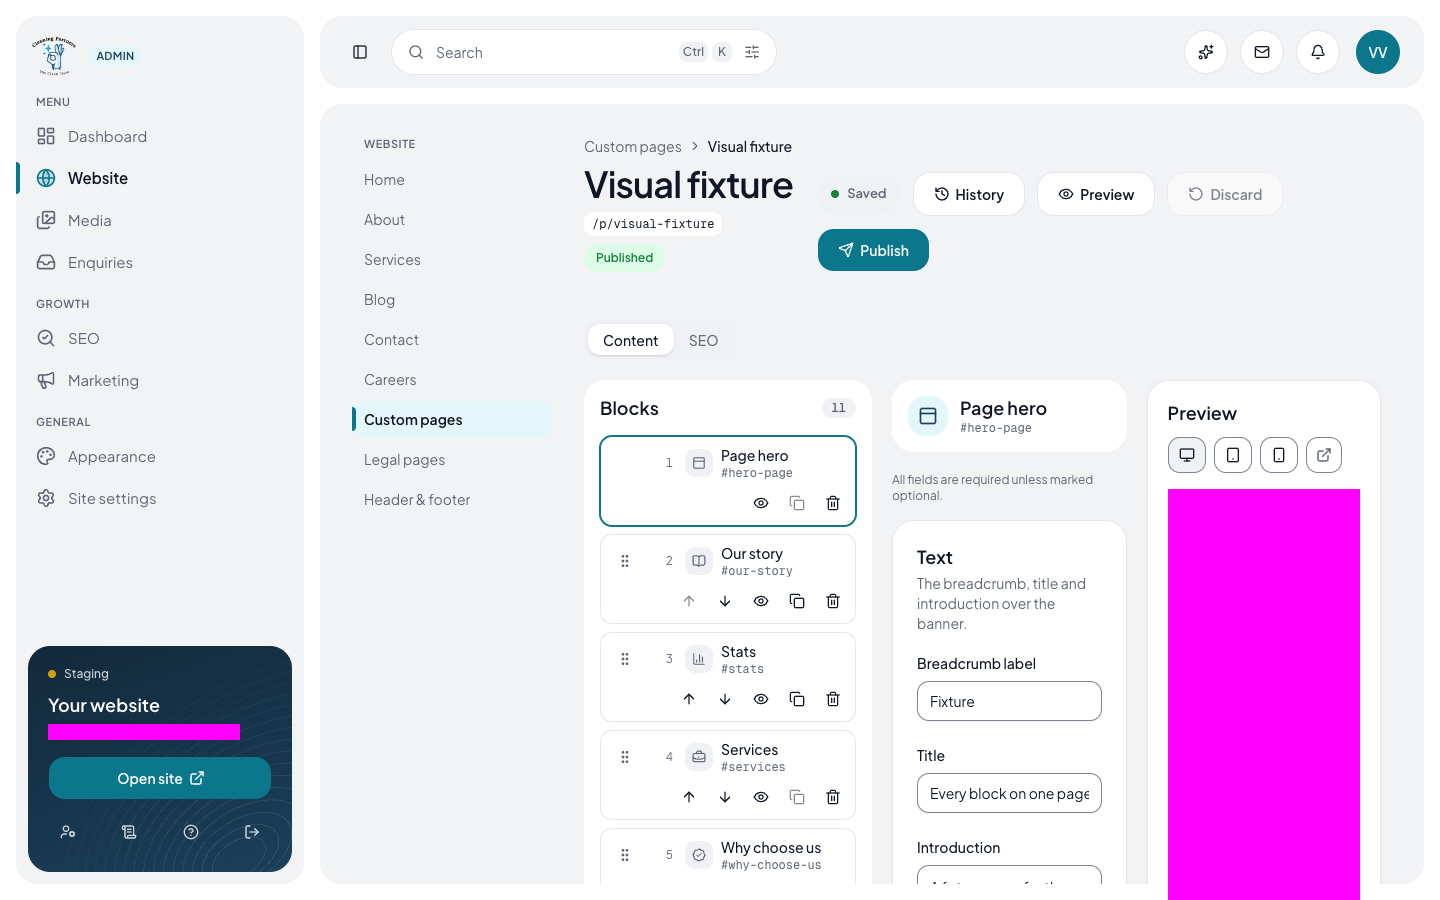 Cleaning Partners
ADMIN
MENU
Dashboard
Website
Media
Enquiries
GROWTH
SEO
Marketing
GENERAL
Appearance
Site settings
Staging
Your website
Open site
Search
Ctrl K
VV
WEBSITE
Home
About
Services
Blog
Contact
Careers
Custom pages
Legal pages
Header & footer
Custom pages > Visual fixture
Visual fixture
/p/visual-fixture
Published
Saved
History
Preview
Discard
Publish
Content
SEO
Blocks 11
1 Page hero
#hero-page
2 Our story
#our-story
3 Stats
#stats
4 Services
#services
5 Why choose us
#why-choose-us
Page hero
#hero-page
All fields are required unless marked
optional.
Text
The breadcrumb, title and
introduction over the
banner.
Breadcrumb label
Fixture
Title
Every block on one page
Introduction
Preview